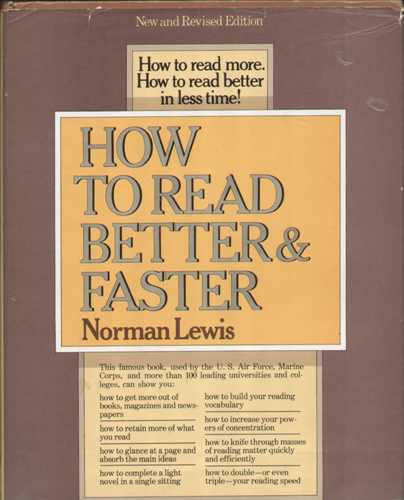 New and Revised Edition
How to read more.
How to read better
in less time!
HOW
TO READ
BETTER &
FASTER
Norman Lewis
This famous book, used by the U. S. Air Force, Marine
Corps, and more than 100 leading universities and col-
leges, can show you:
how to get more out of
books, magazines and news-
papers
how to retain more of what
you read
how to glance at a page and
absorb the main ideas
how to complete a light
novel in a single sitting
how to build your reading
vocabulary
how to increase your pow-
ers of concentration
how to knife through masses
of reading matter quickly
and efficiently
how to double—or even
triple—your reading speed